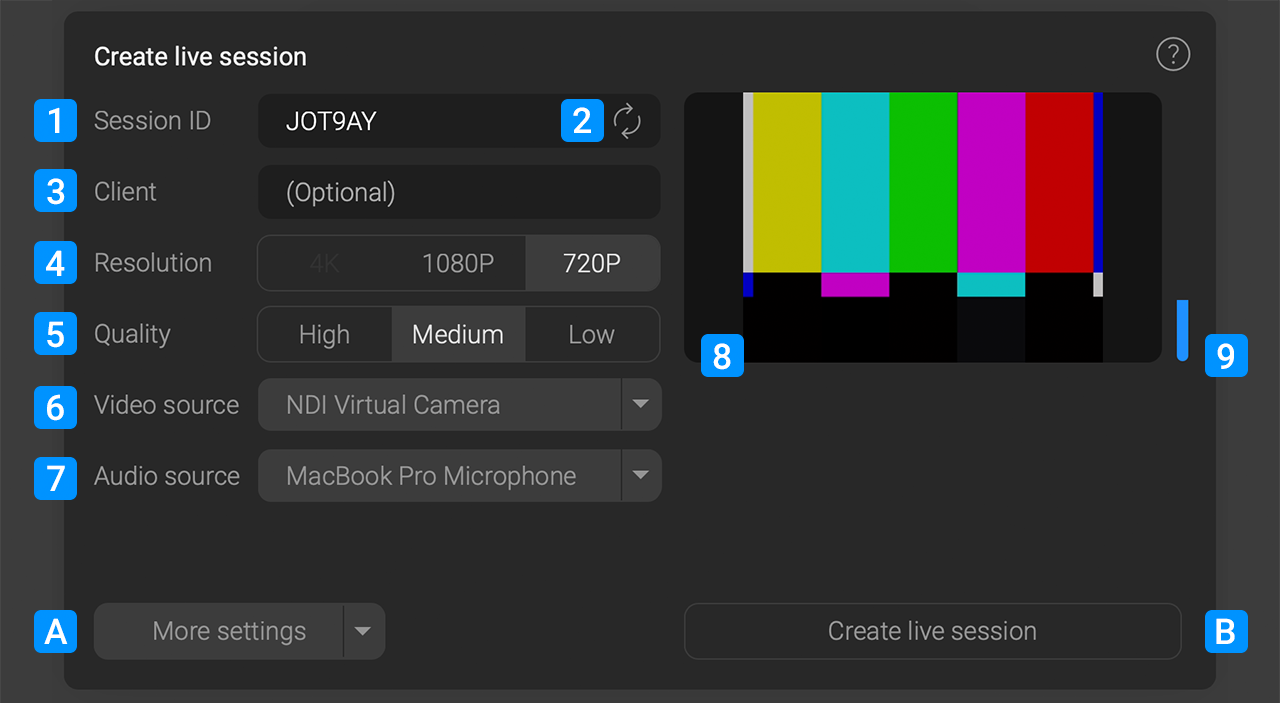 Create live session
?
1 Session ID JOT9AY 2
3 Client (Optional)
4 Resolution 4K 1080P 720P
5 Quality High Medium Low
8 9
6 Video source NDI Virtual Camera
7 Audio source MacBook Pro Microphone
A More settings Create live session B